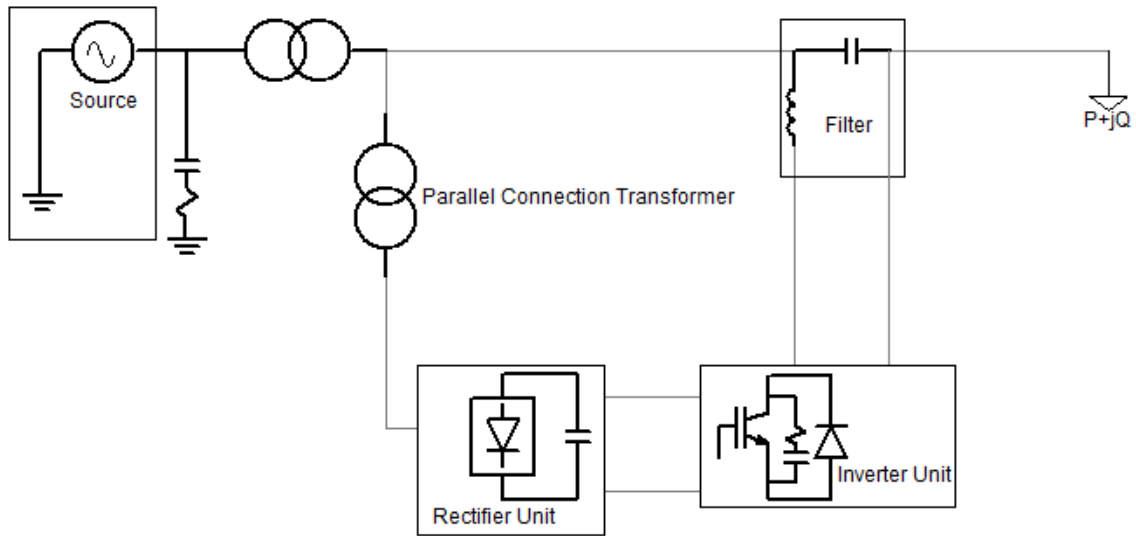 Source
Filter
P+jQ
Parallel Connection Transformer
Inverter Unit
Rectifier Unit